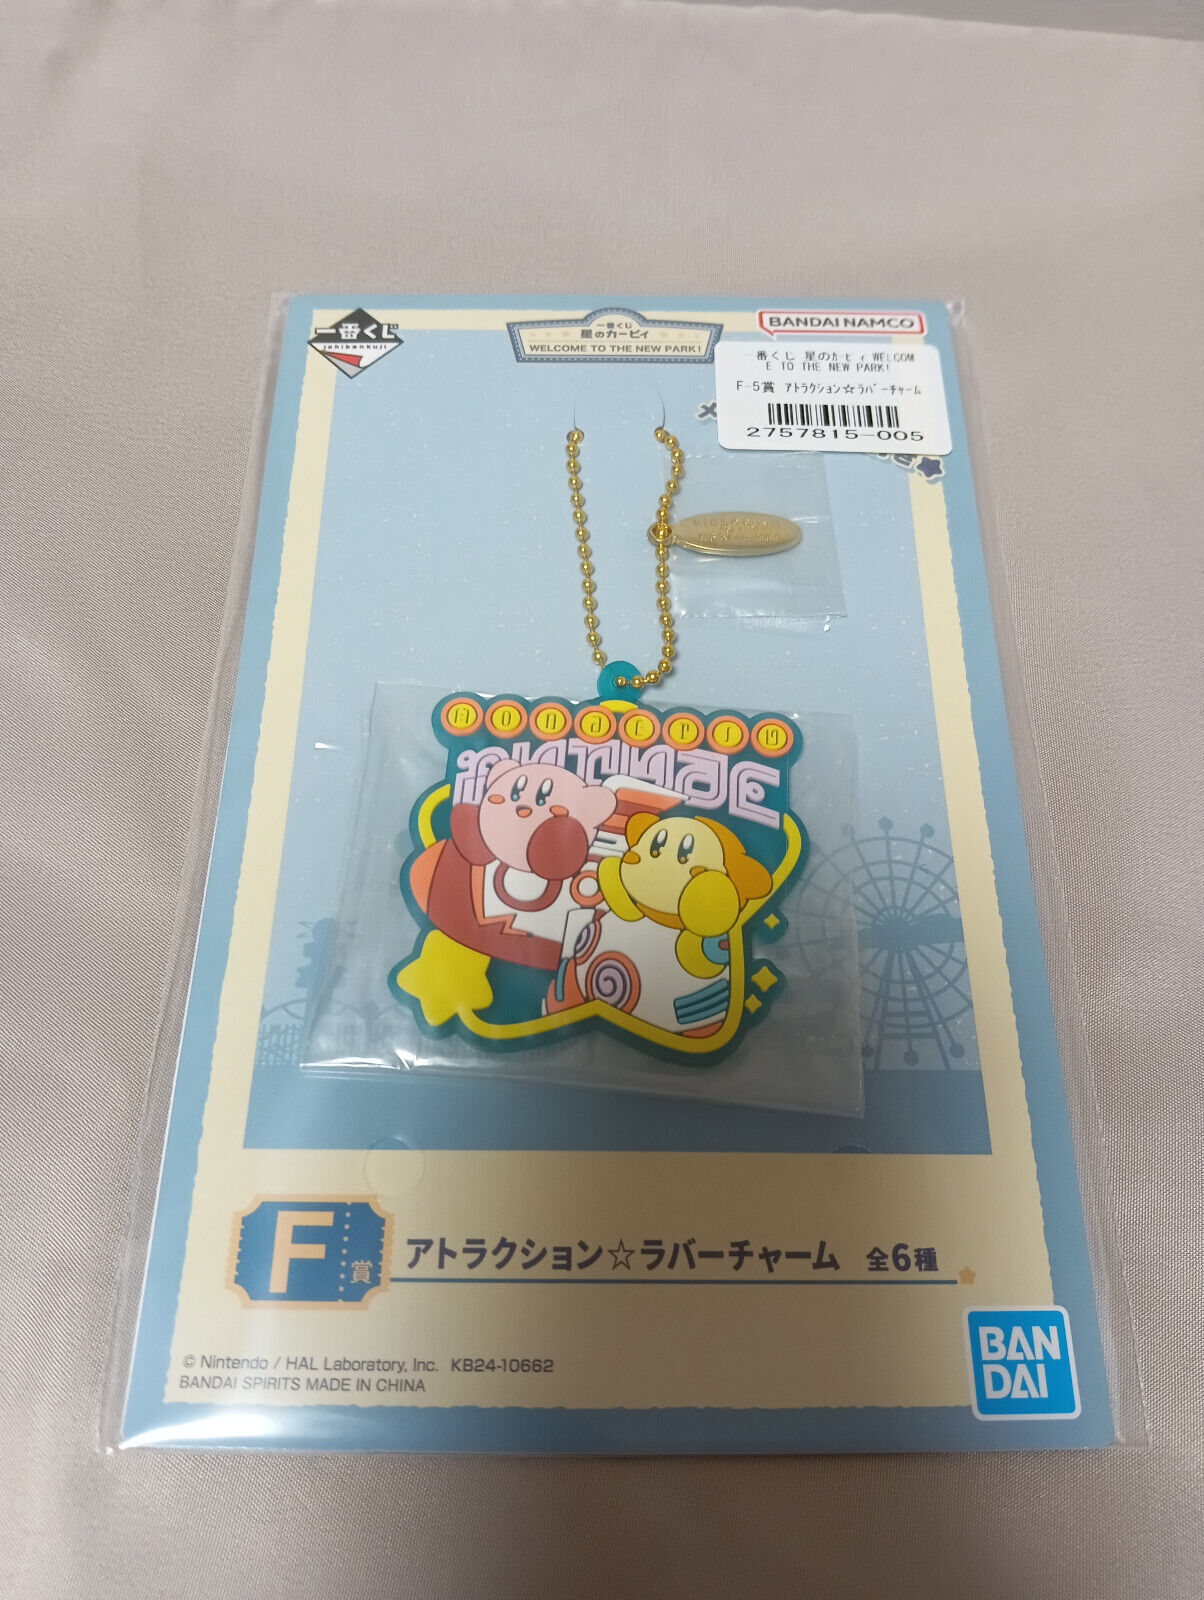 一番くじ
ichibankuji
一番くじ
星のカービィ
WELCOME TO THE NEW PARK!
BANDAI NAMCO
一番くじ 星のカービィ WELCOM
E TO THE NEW PARK!
F-5賞 アトラクション☆ラバーチャーム
2757815-005
F賞
アトラクション☆ラバーチャーム 全6種
© Nintendo / HAL Laboratory, Inc. KB24-10662
BANDAI SPIRITS MADE IN CHINA
BAN
DAI